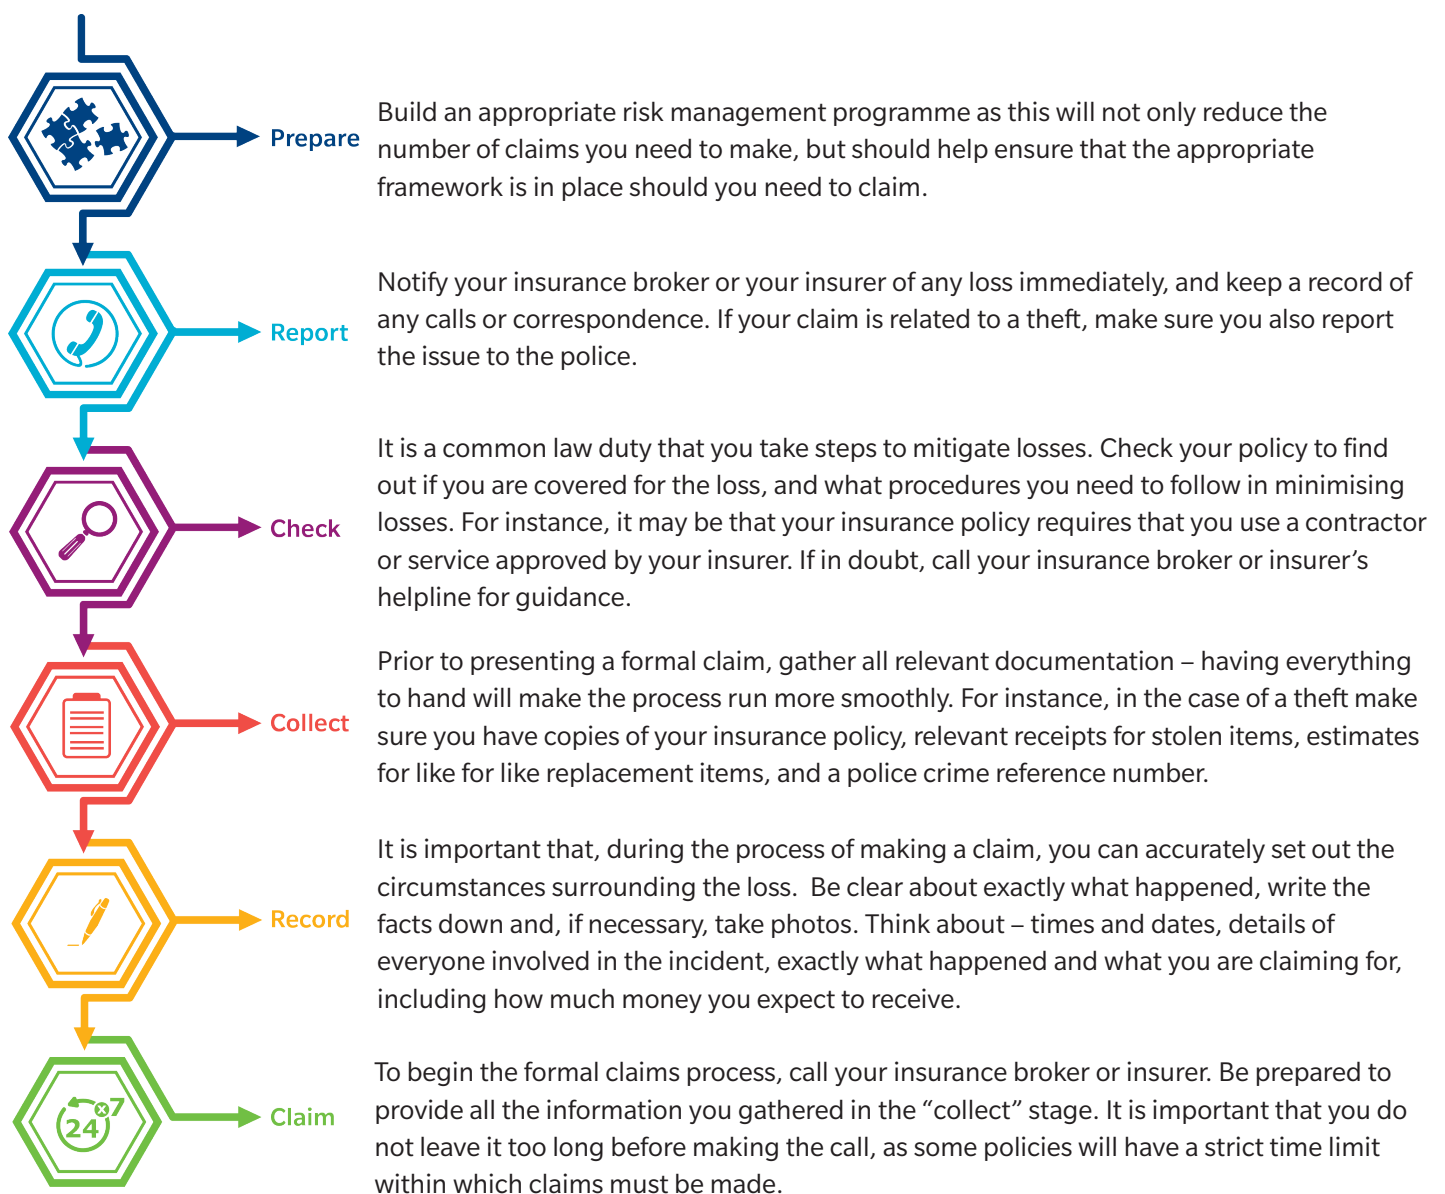 Prepare
Build an appropriate risk management programme as this will not only reduce the
number of claims you need to make, but should help ensure that the appropriate
framework is in place should you need to claim.
Report
Notify your insurance broker or your insurer of any loss immediately, and keep a record of
any calls or correspondence. If your claim is related to a theft, make sure you also report
the issue to the police.
Check
It is a common law duty that you take steps to mitigate losses. Check your policy to find
out if you are covered for the loss, and what procedures you need to follow in minimising
losses. For instance, it may be that your insurance policy requires that you use a contractor
or service approved by your insurer. If in doubt, call your insurance broker or insurer’s
helpline for guidance.
Collect
Prior to presenting a formal claim, gather all relevant documentation – having everything
to hand will make the process run more smoothly. For instance, in the case of a theft make
sure you have copies of your insurance policy, relevant receipts for stolen items, estimates
for like for like replacement items, and a police crime reference number.
Record
It is important that, during the process of making a claim, you can accurately set out the
circumstances surrounding the loss.  Be clear about exactly what happened, write the
facts down and, if necessary, take photos. Think about – times and dates, details of
everyone involved in the incident, exactly what happened and what you are claiming for,
including how much money you expect to receive.
24x7
Claim
To begin the formal claims process, call your insurance broker or insurer. Be prepared to
provide all the information you gathered in the “collect” stage. It is important that you do
not leave it too long before making the call, as some policies will have a strict time limit
within which claims must be made.